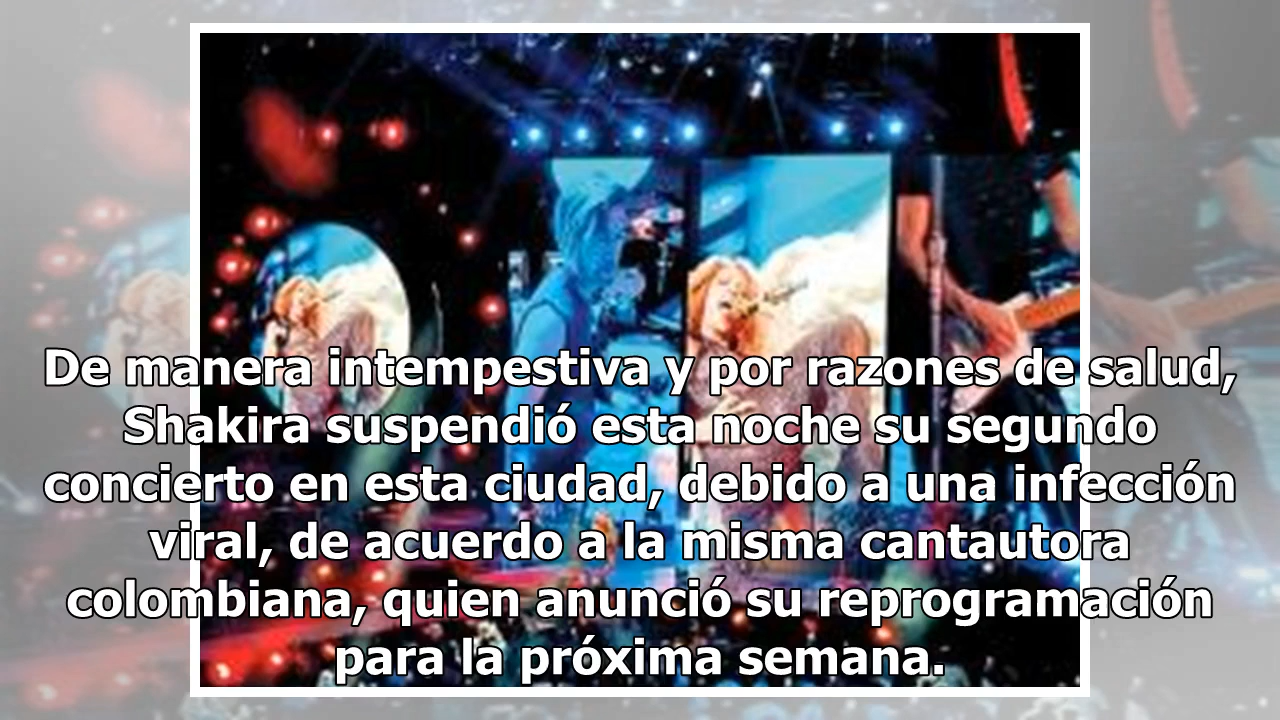 De manera intempestiva y por razones de salud,
Shakira suspendió esta noche su segundo
concierto en esta ciudad, debido a una infección
viral, de acuerdo a la misma cantautora
colombiana, quien anunció su reprogramación
para la próxima semana.